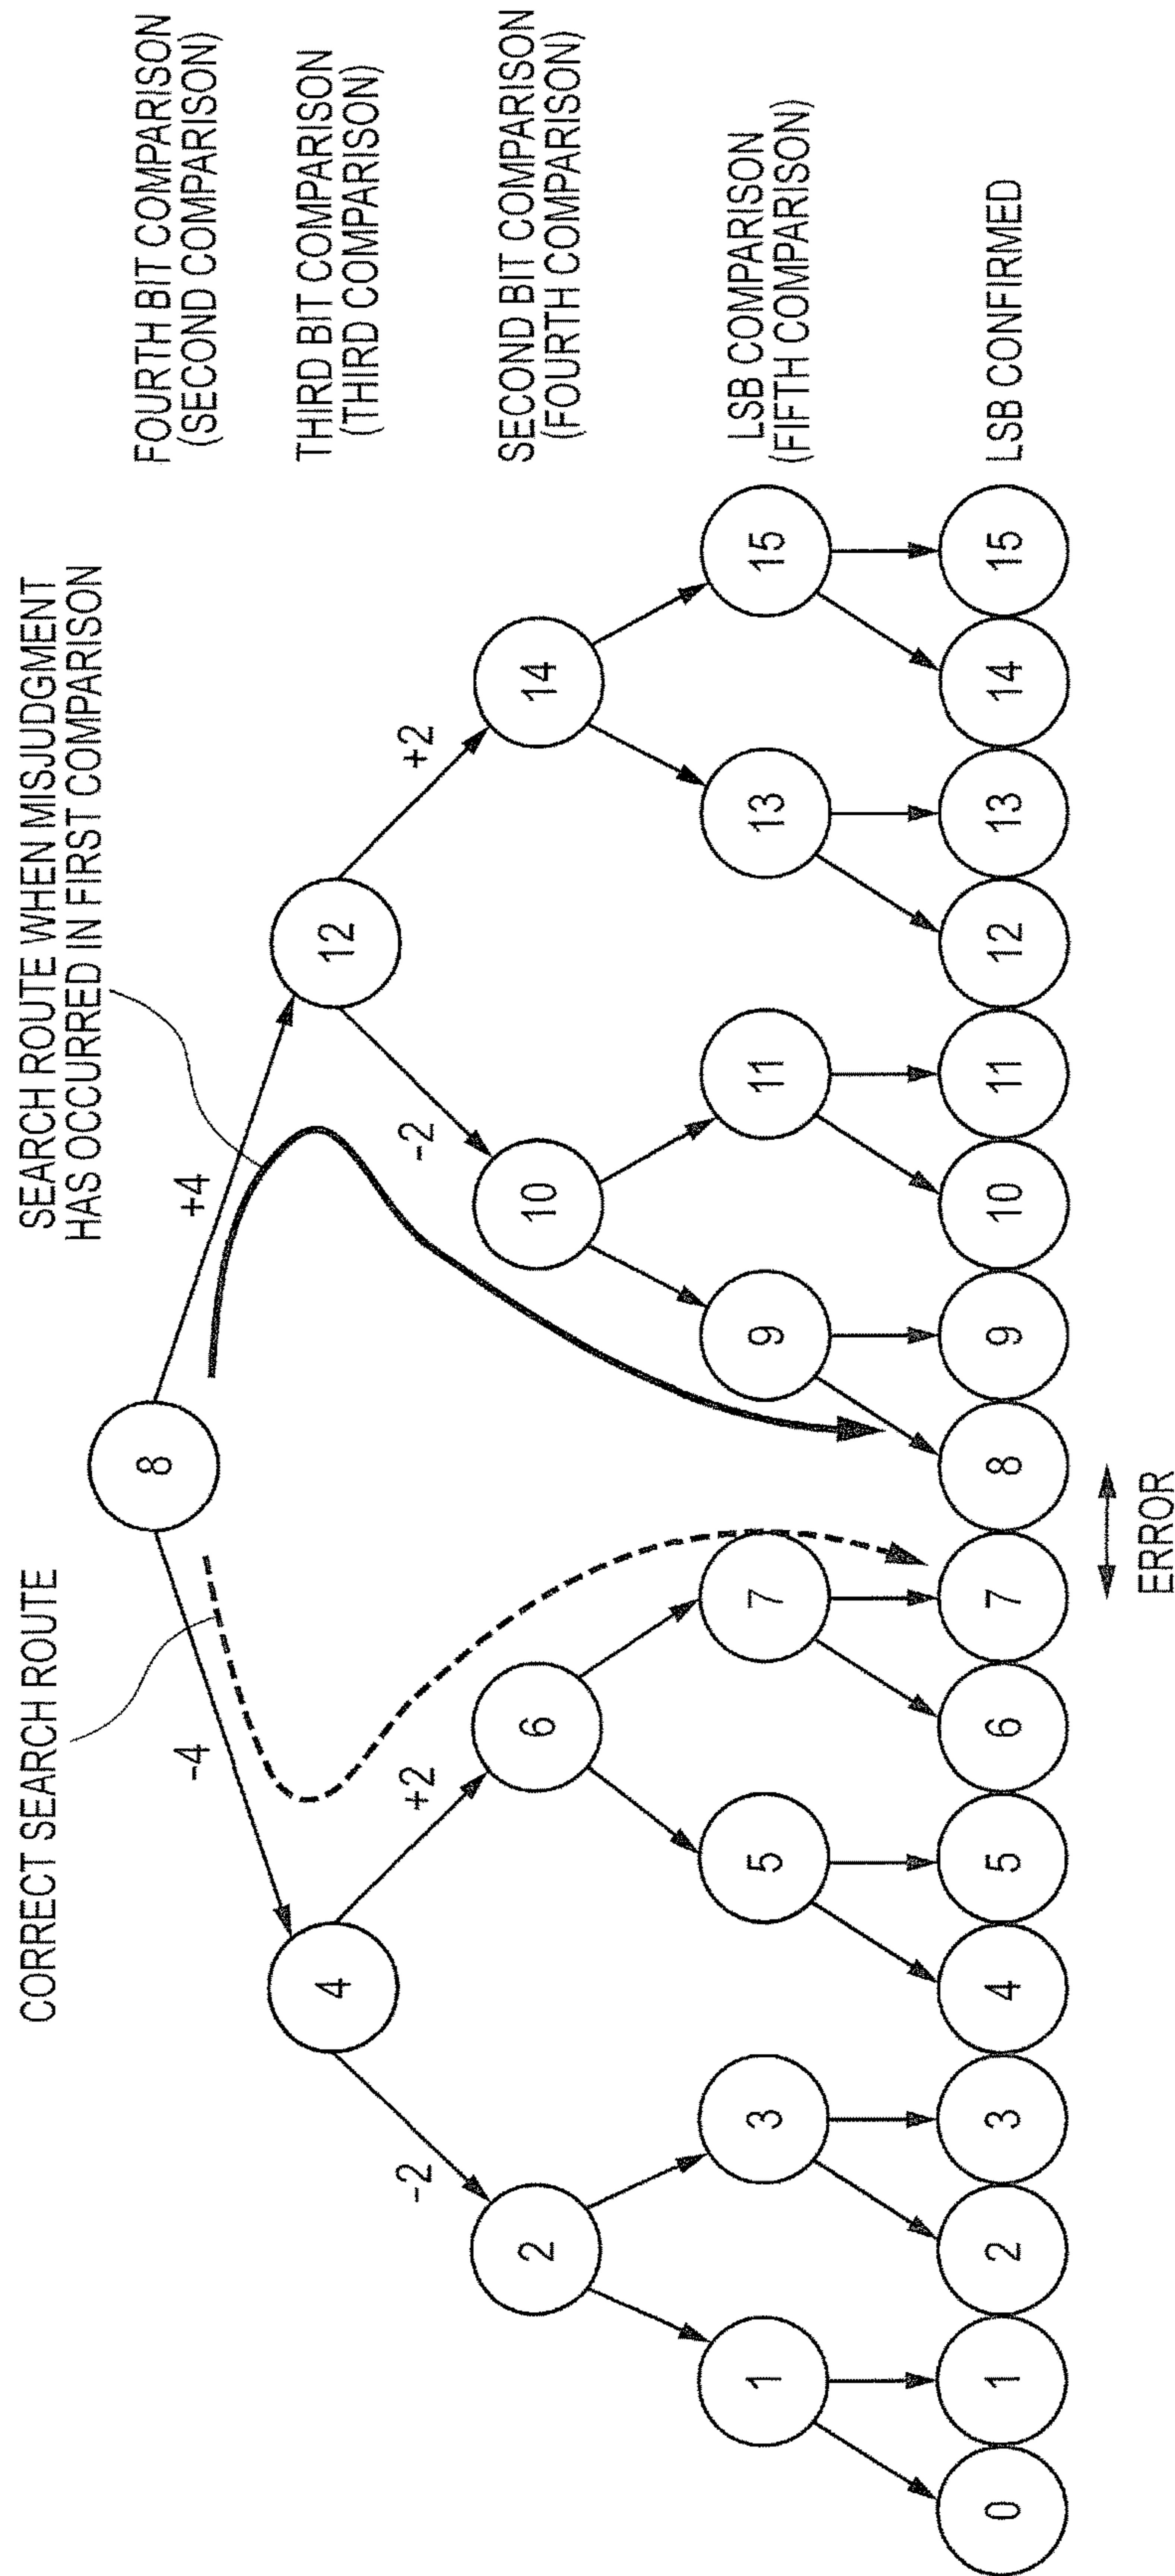 CORRECT SEARCH ROUTE
SEARCH ROUTE WHEN MISJUDGMENT
HAS OCCURRED IN FIRST COMPARISON
8
FOURTH BIT COMPARISON
(SECOND COMPARISON)
-4
+4
4
12
THIRD BIT COMPARISON
(THIRD COMPARISON)
-2
+2
-2
+2
2
6
10
14
SECOND BIT COMPARISON
(FOURTH COMPARISON)
1
3
5
7
9
11
13
15
LSB COMPARISON
(FIFTH COMPARISON)
0
1
2
3
4
5
6
7
8
9
10
11
12
13
14
15
LSB CONFIRMED
ERROR